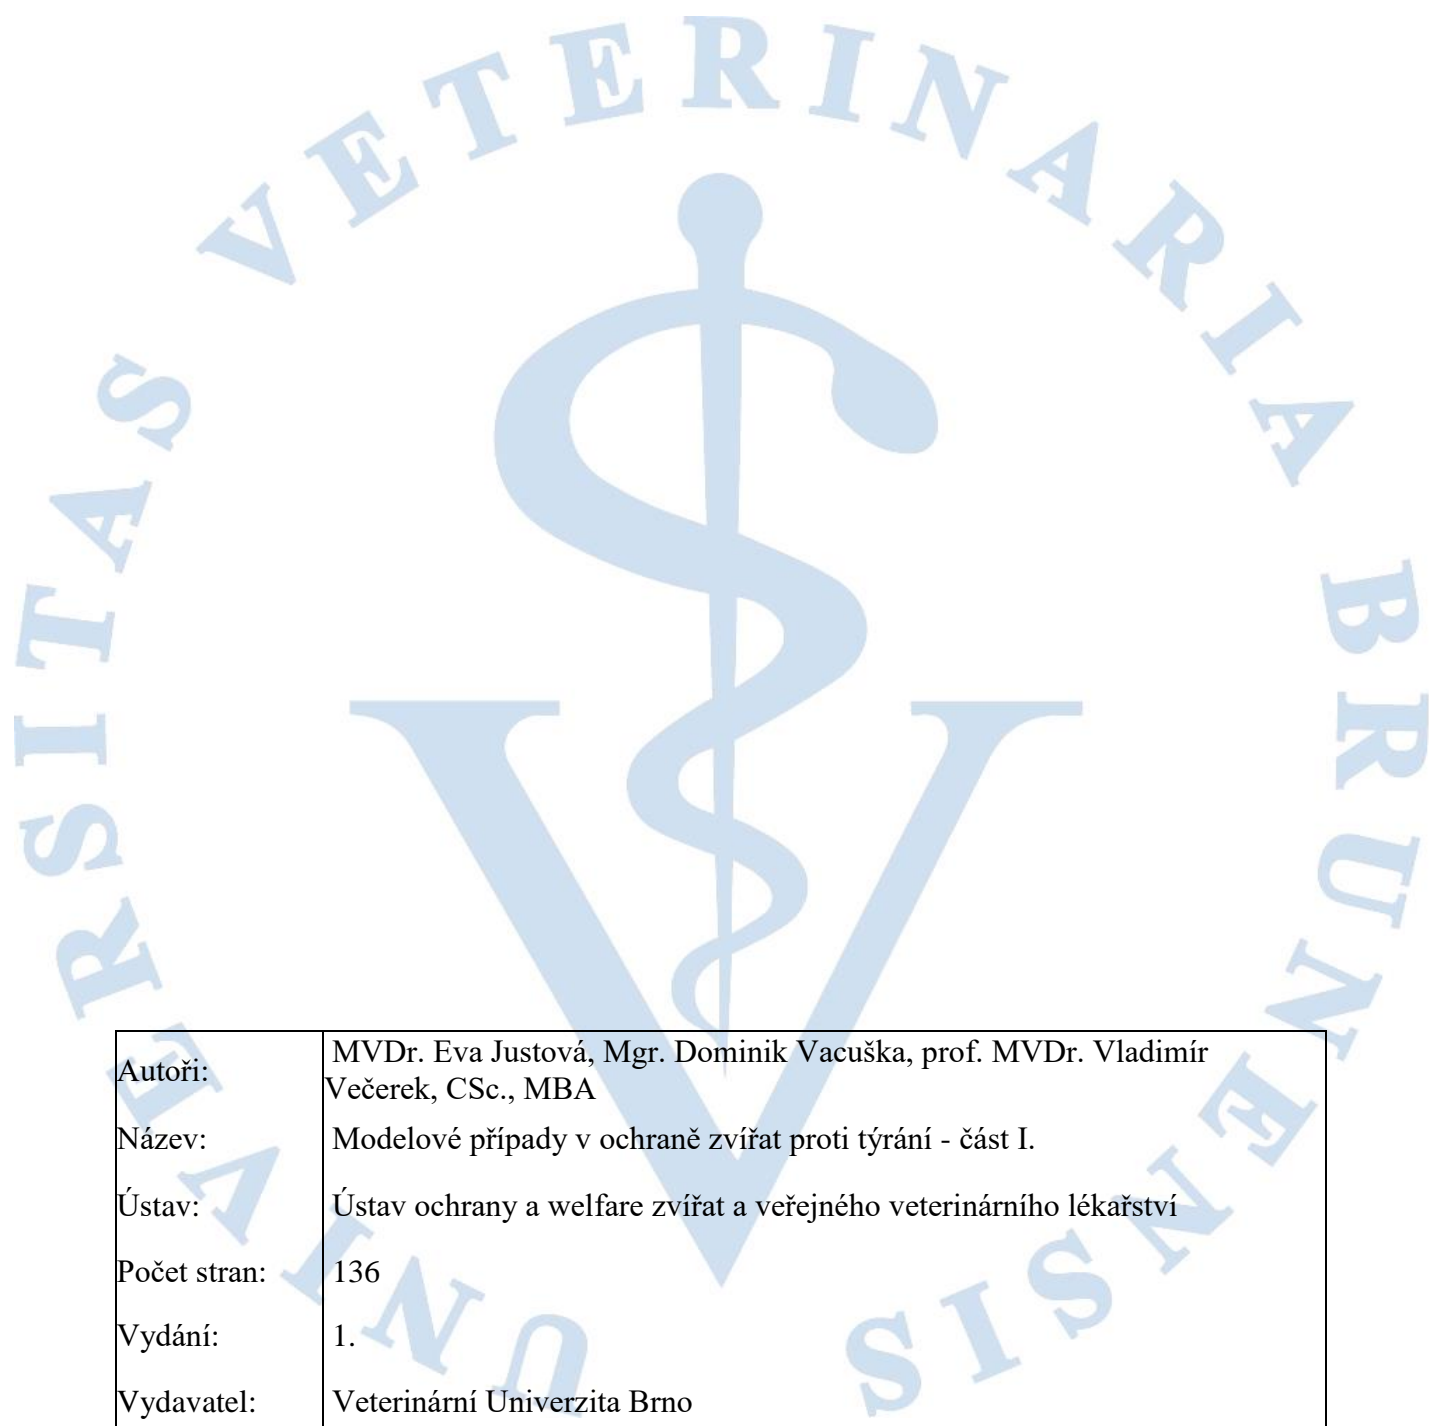 UNIVERSITAS VETERINARIA BRUNENSIS
Autoři: MVDr. Eva Justová, Mgr. Dominik Vacuška, prof. MVDr. Vladimír
Večerek, CSc., MBA
Název: Modelové případy v ochraně zvířat proti týrání - část I.
Ústav: Ústav ochrany a welfare zvířat a veřejného veterinárního lékařství
Počet stran: 136
Vydání: 1.
Vydavatel: Veterinární Univerzita Brno